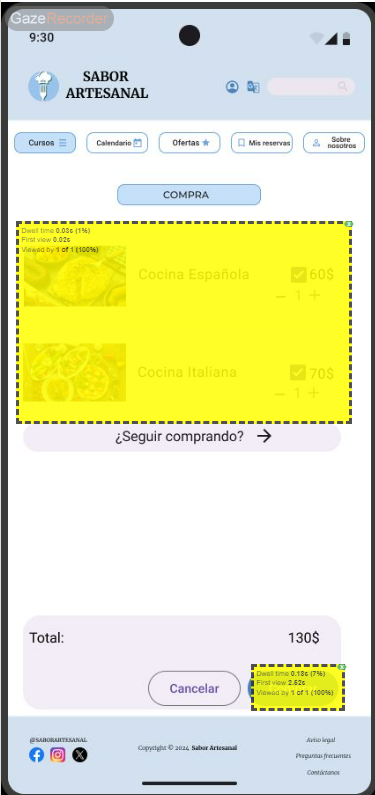 GazeRecorder
9:30
SABOR
ARTESANAL
Cursos
Calendario
Ofertas
Mis reservas
Sobre
nosotros
COMPRA
Dwell time 0.03s (1%)
First view 0.02s
Viewed by 1 of 1 (100%)
Cocina Española
60$
1
Cocina Italiana
70$
1
¿Seguir comprando?
Total:
130$
Cancelar
Dwell time 0.18s (7%)
First view 2.52s
Viewed by 1 of 1 (100%)
@SABORARTESANAL
Copyright © 2024 Sabor Artesanal
Aviso legal
Preguntas frecuentes
Contáctanos